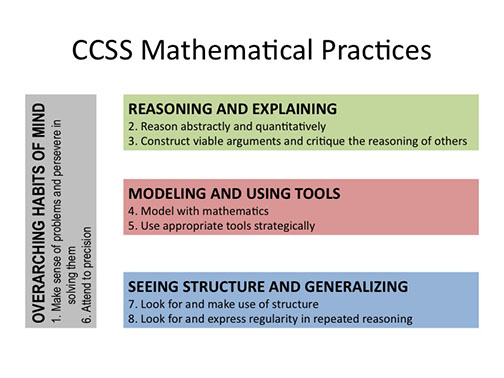 CCSS Mathematical Practices
OVERARCHING HABITS OF MIND
1. Make sense of problems and persevere in
solving them
6. Attend to precision
REASONING AND EXPLAINING
2. Reason abstractly and quantitatively
3. Construct viable arguments and critique the reasoning of others
MODELING AND USING TOOLS
4. Model with mathematics
5. Use appropriate tools strategically
SEEING STRUCTURE AND GENERALIZING
7. Look for and make use of structure
8. Look for and express regularity in repeated reasoning